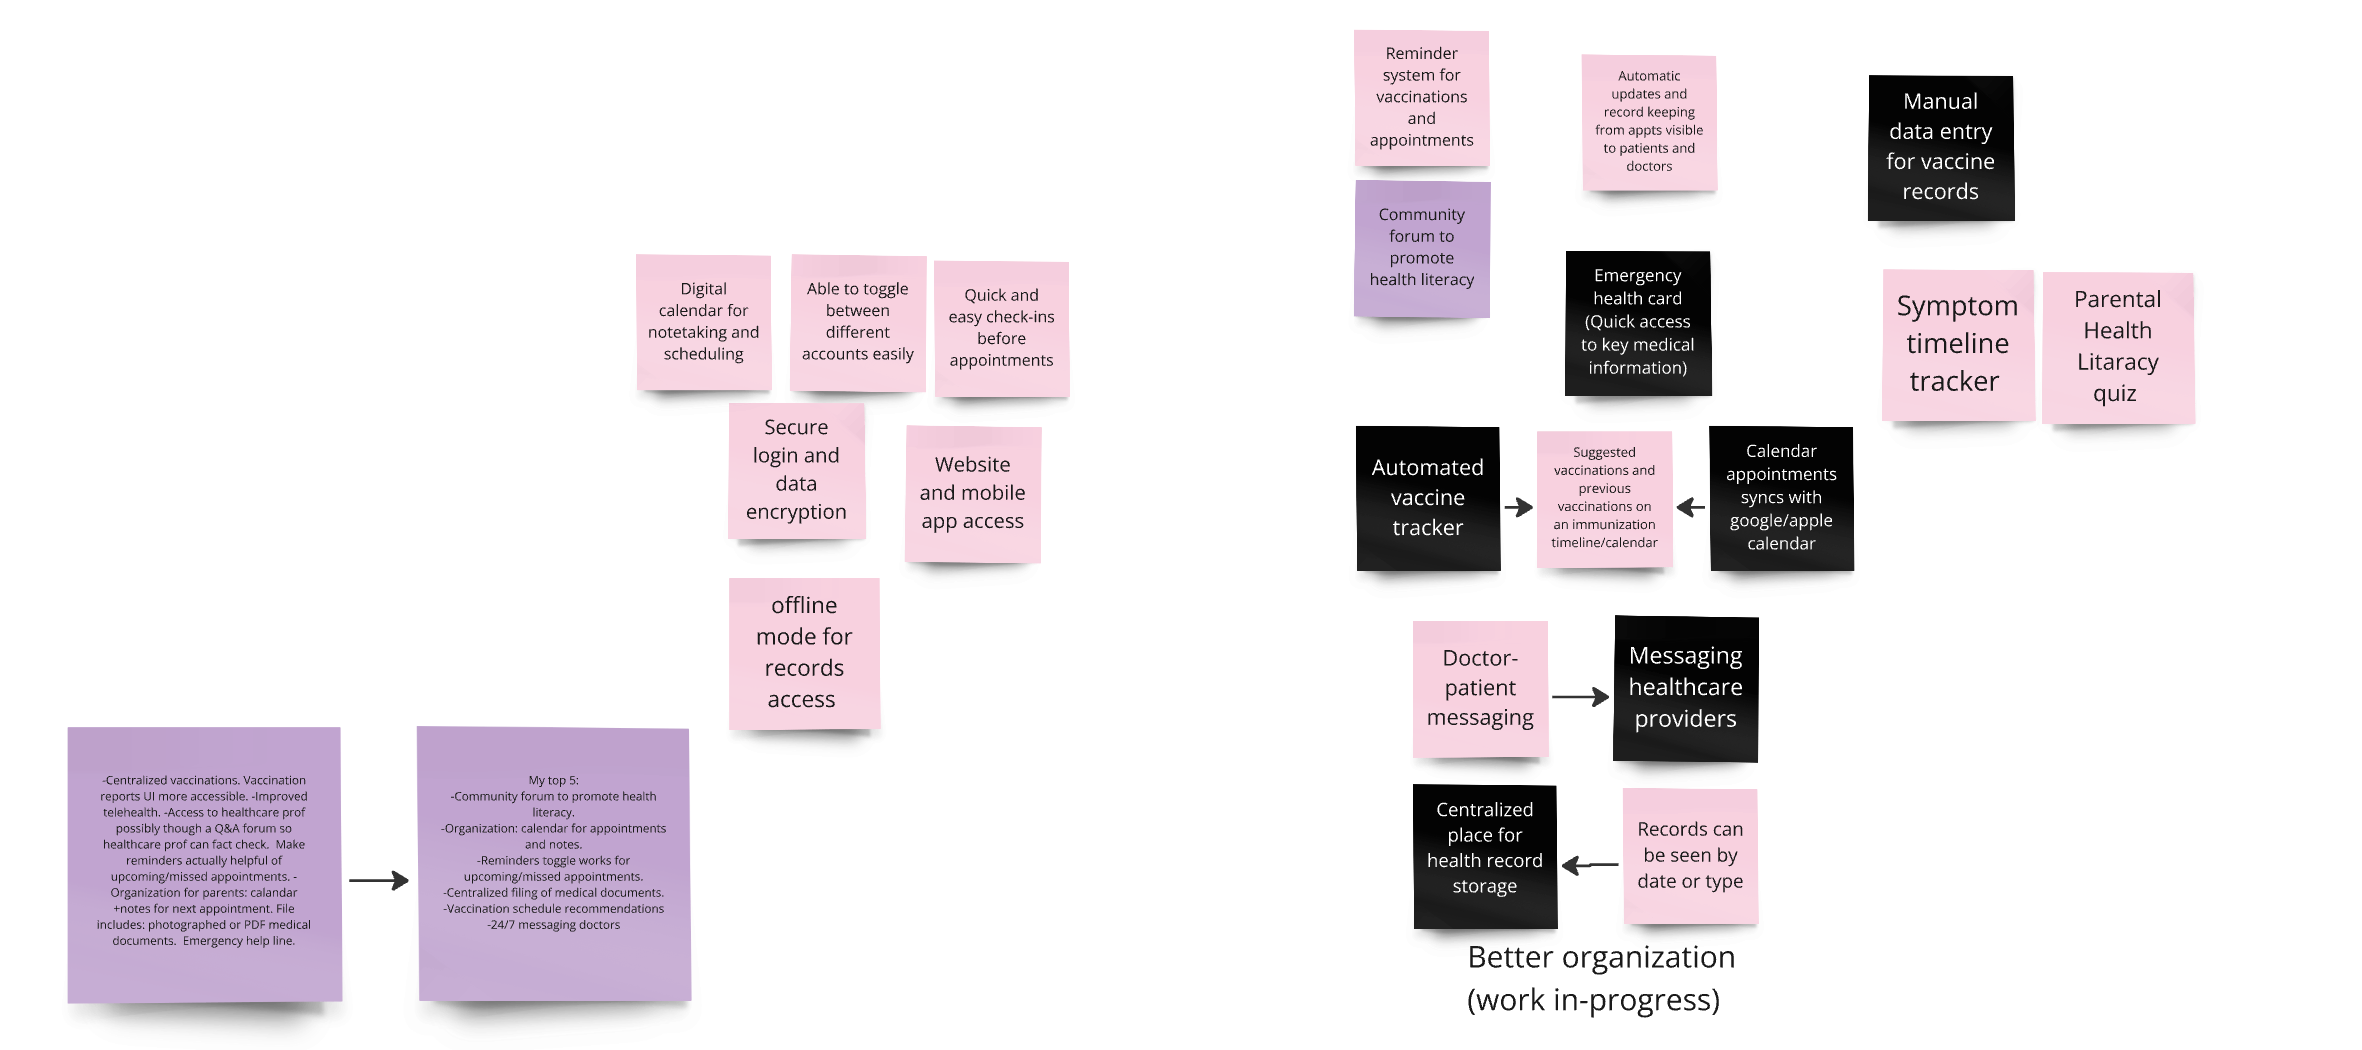 Reminder
system for
vaccinations
and
appointments
Automatic
updates and
record keeping
from appts visible
to patients and
doctors
Manual
data entry
for vaccine
records
Community
forum to
promote
health literacy
Emergency
health card
(Quick access
to key medical
information)
Symptom
timeline
tracker
Parental
Health
Litaracy
quiz
Digital
calendar for
notetaking and
scheduling
Able to toggle
between
different
accounts easily
Quick and
easy check-ins
before
appointments
Secure
login and
data
encryption
Website
and mobile
app access
offline
mode for
records
access
Automated
vaccine
tracker
Suggested
vaccinations and
previous
vaccinations on
an immunization
timeline/calendar
Calendar
appointments
syncs with
google/apple
calendar
Doctor-
patient
messaging
Messaging
healthcare
providers
Centralized
place for
health record
storage
Records can
be seen by
date or type
Better organization
(work in-progress)
-Centralized vaccinations. Vaccination
reports UI more accessible. -Improved
telehealth. -Access to healthcare prof
possibly though a Q&A forum so
healthcare prof can fact check.  Make
reminders actually helpful of
upcoming/missed appointments. -
Organization for parents: calandar
+notes for next appointment. File
includes: photographed or PDF medical
documents.  Emergency help line.
My top 5:
-Community forum to promote health
literacy.
-Organization: calendar for appointments
and notes.
-Reminders toggle works for
upcoming/missed appointments.
-Centralized filing of medical documents.
-Vaccination schedule recommendations
-24/7 messaging doctors